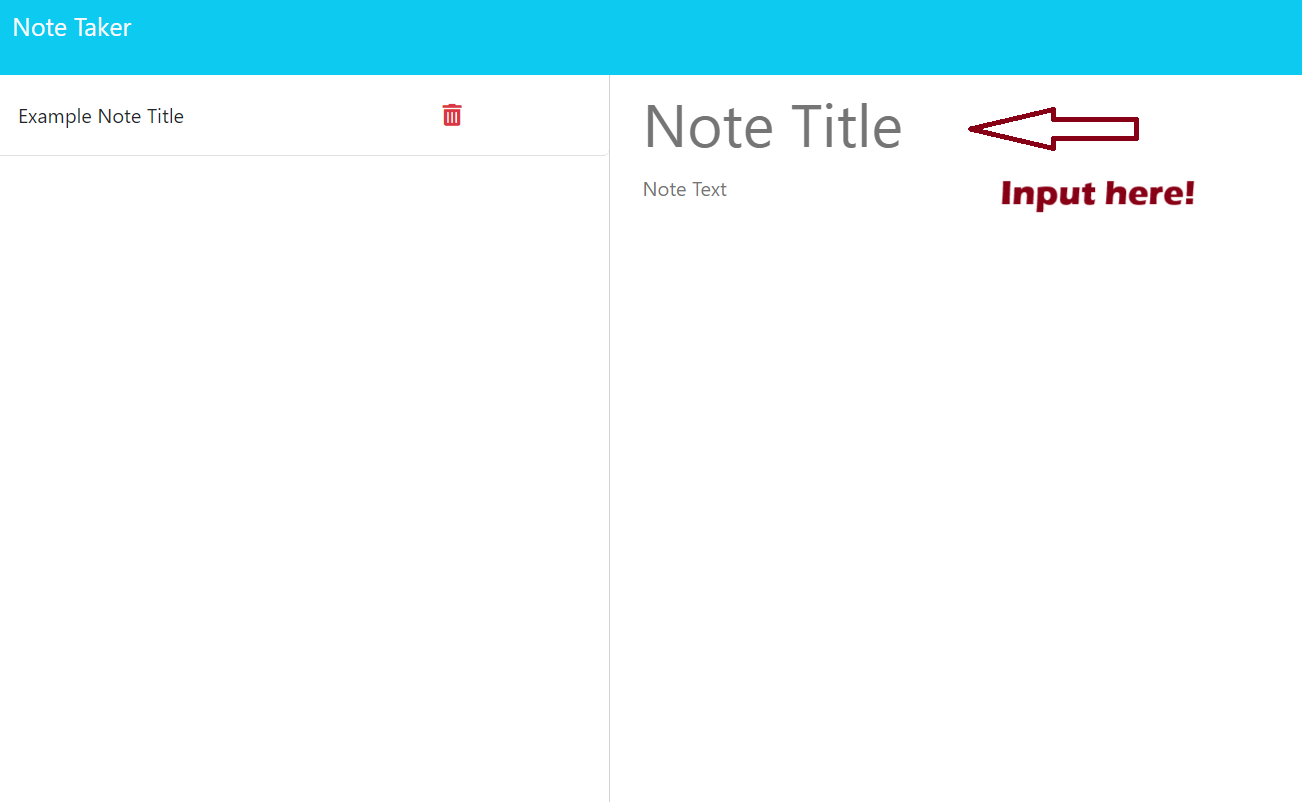 Note Taker
Example Note Title
Note Title
Note Text
Input here!